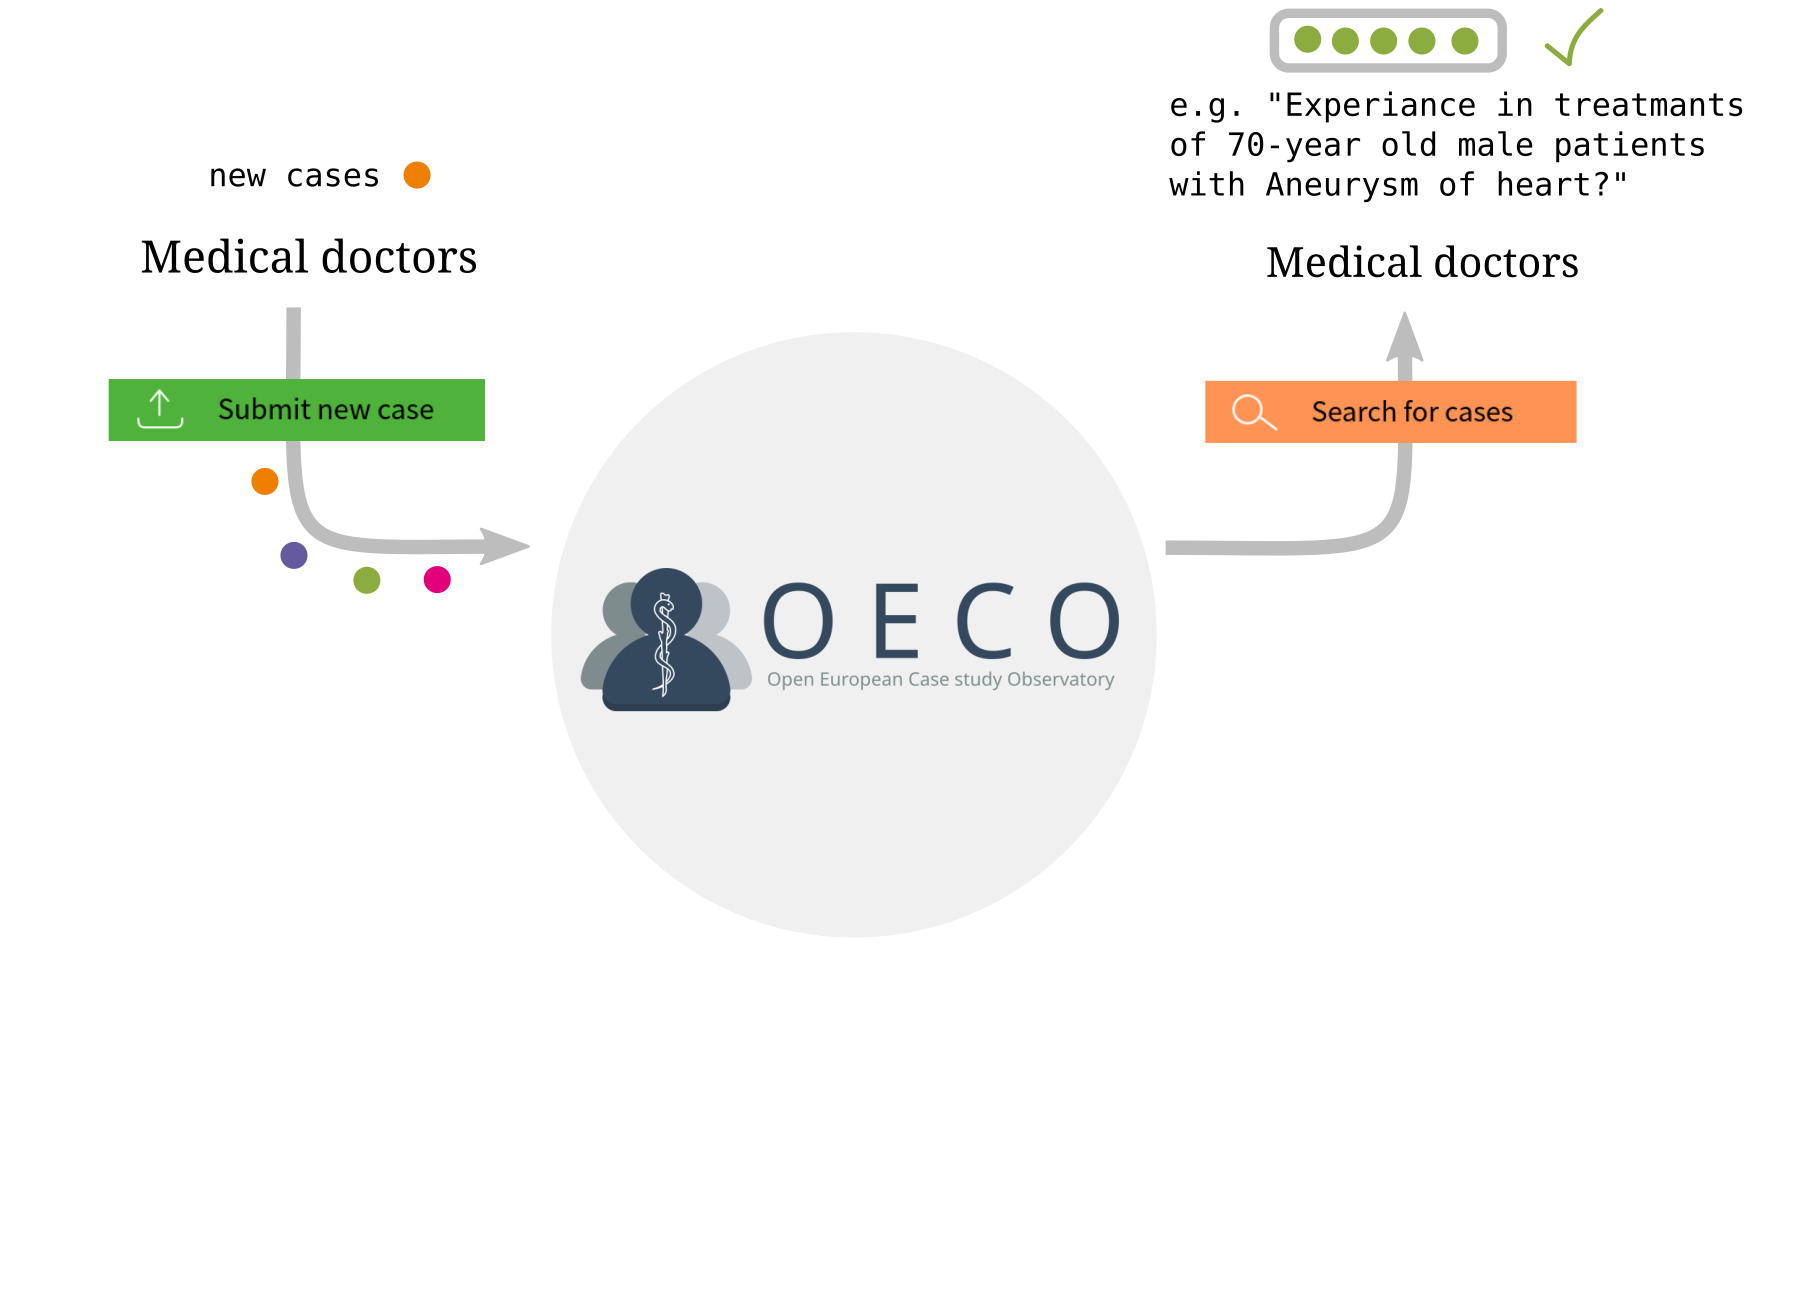 new cases
Medical doctors
Submit new case
e.g. "Experiance in treatmants
of 70-year old male patients
with Aneurysm of heart?"
Medical doctors
Search for cases
OECO
Open European Case study Observatory